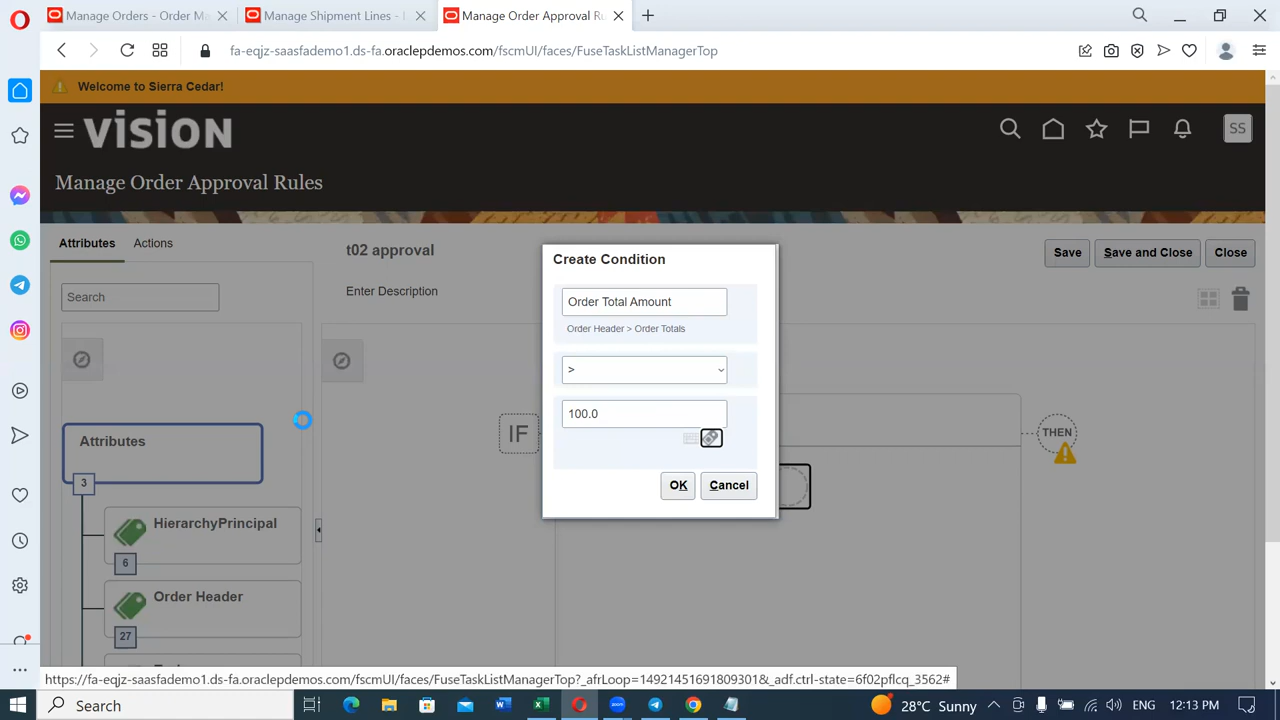 Manage Orders - Order M
Manage Shipment Lines -
Manage Order Approval Ru
fa-eqjz-saasfademo1.ds-fa.oraclepdemos.com/fscmUI/faces/FuseTaskListManagerTop
Welcome to Sierra Cedar!
VISION
SS
Manage Order Approval Rules
Attributes
Actions
t02 approval
Save
Save and Close
Close
Search
Enter Description
Create Condition
Order Total Amount
Order Header > Order Totals
>
100.0
OK
Cancel
IF
THEN
Attributes
3
HierarchyPrincipal
6
Order Header
27
https://fa-eqjz-saasfademo1.ds-fa.oraclepdemos.com/fscmUI/faces/FuseTaskListManagerTop?_afrLoop=149214516918093018&_adf.ctrl-state=6f02pflcq_3562#
Search
28°C Sunny
ENG
12:13 PM